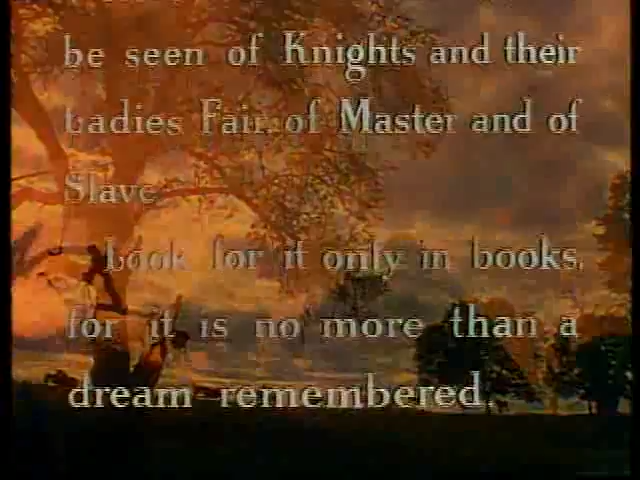 be seen of Knights and their
Ladies Fair, of Master and of
Slave
Look for it only in books,
for it is no more than a
dream remembered.